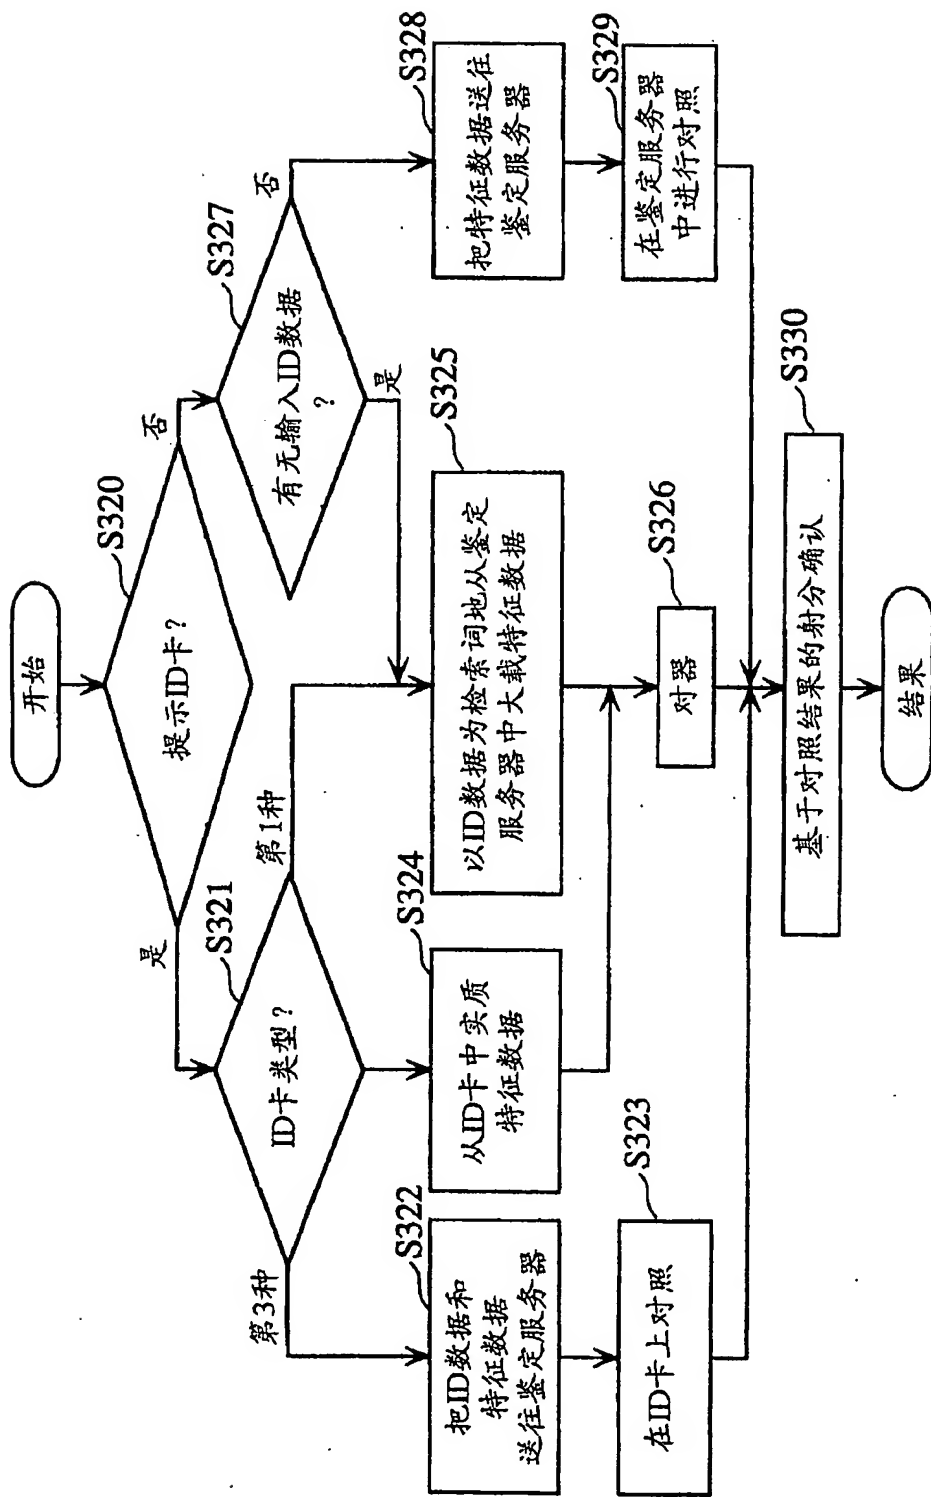 开始
S320
提示ID卡？
是
否
S321
ID卡类型？
第3种
第1种
S327
有无输入ID数据
？
否
是
S322
把ID数据和
特征数据
送往鉴定服务器
S324
从ID卡中实质
特征数据
S325
以ID数据为检索词地从鉴定
服务器中大载特征数据
S328
把特征数据送往
鉴定服务器
S323
在ID卡上对照
S326
对器
S329
在鉴定服务器
中进行对照
S330
基于对照结果的射分确认
结果